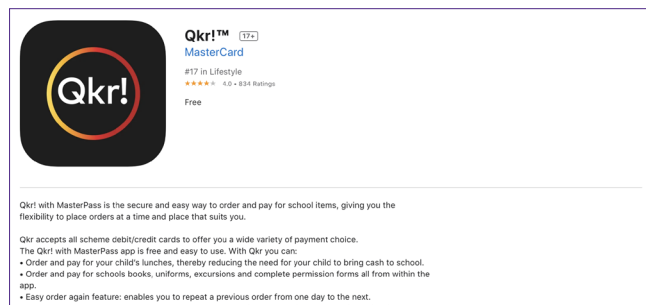 Qkr!
Qkr!™ 17+
MasterCard
#17 in Lifestyle
★★★★★ 4.0 • 834 Ratings
Free
Qkr! with MasterPass is the secure and easy way to order and pay for school items, giving you the
flexibility to place orders at a time and place that suits you.
Qkr accepts all scheme debit/credit cards to offer you a wide variety of payment choice.
The Qkr! with MasterPass app is free and easy to use. With Qkr you can:
• Order and pay for your child's lunches, thereby reducing the need for your child to bring cash to school.
• Order and pay for schools books, uniforms, excursions and complete permission forms all from within the
app.
• Easy order again feature: enables you to repeat a previous order from one day to the next.